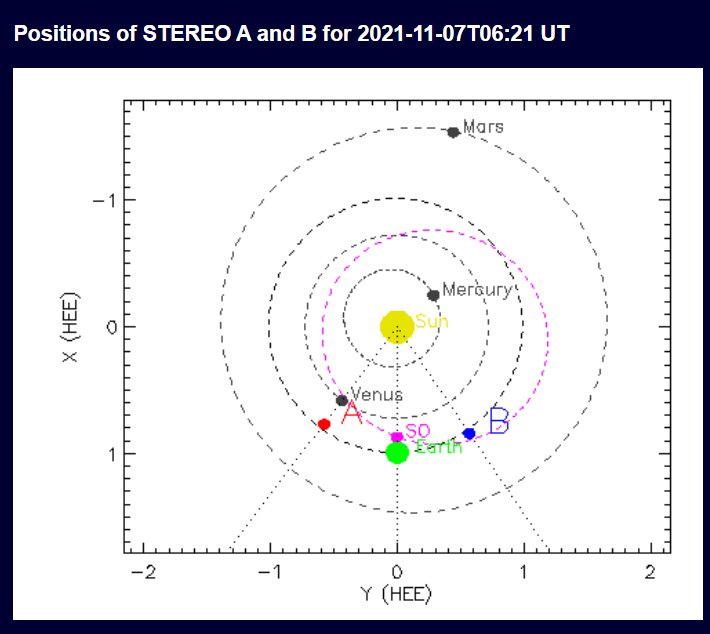 Positions of STEREO A and B for 2021-11-07T06:21 UT
Mars
-1
Mercury
X (HEE)
0
Sun
Venus
A
B
SO
Earth
1
-2 -1 0 1 2
Y (HEE)